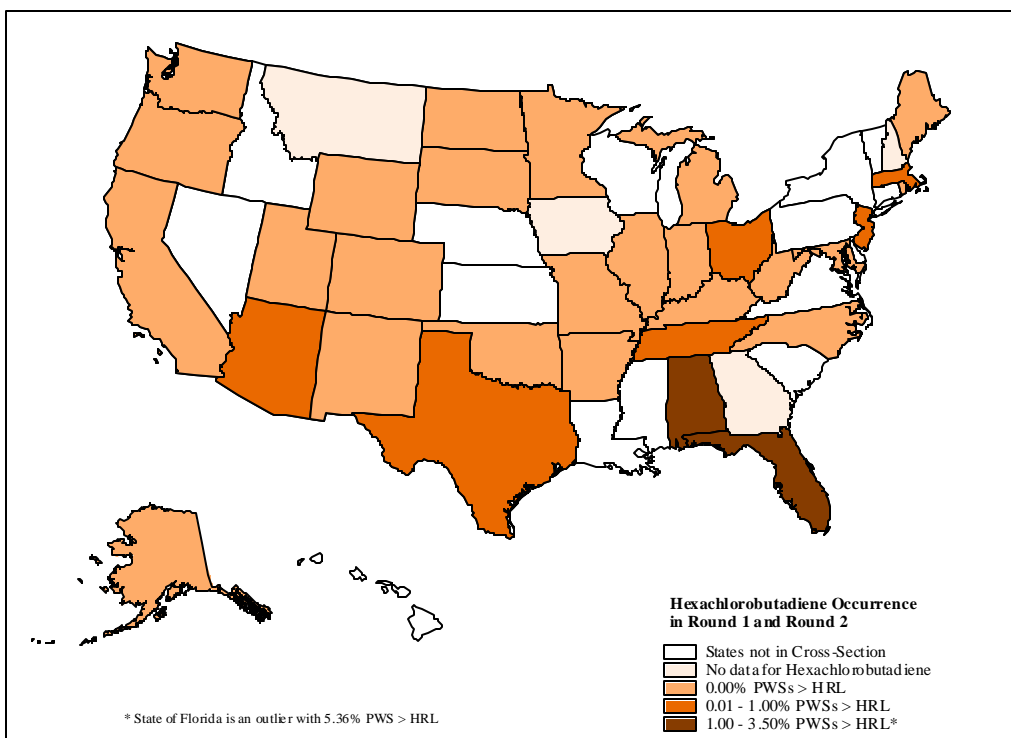 Hexachlorobutadiene Occurrence
in Round 1 and Round 2
States not in Cross-Section
No data for Hexachlorobutadiene
0.00% PWSs > HRL
0.01 - 1.00% PWSs > HRL
1.00 - 3.50% PWSs > HRL*
* State of Florida is an outlier with 5.36% PWS > HRL